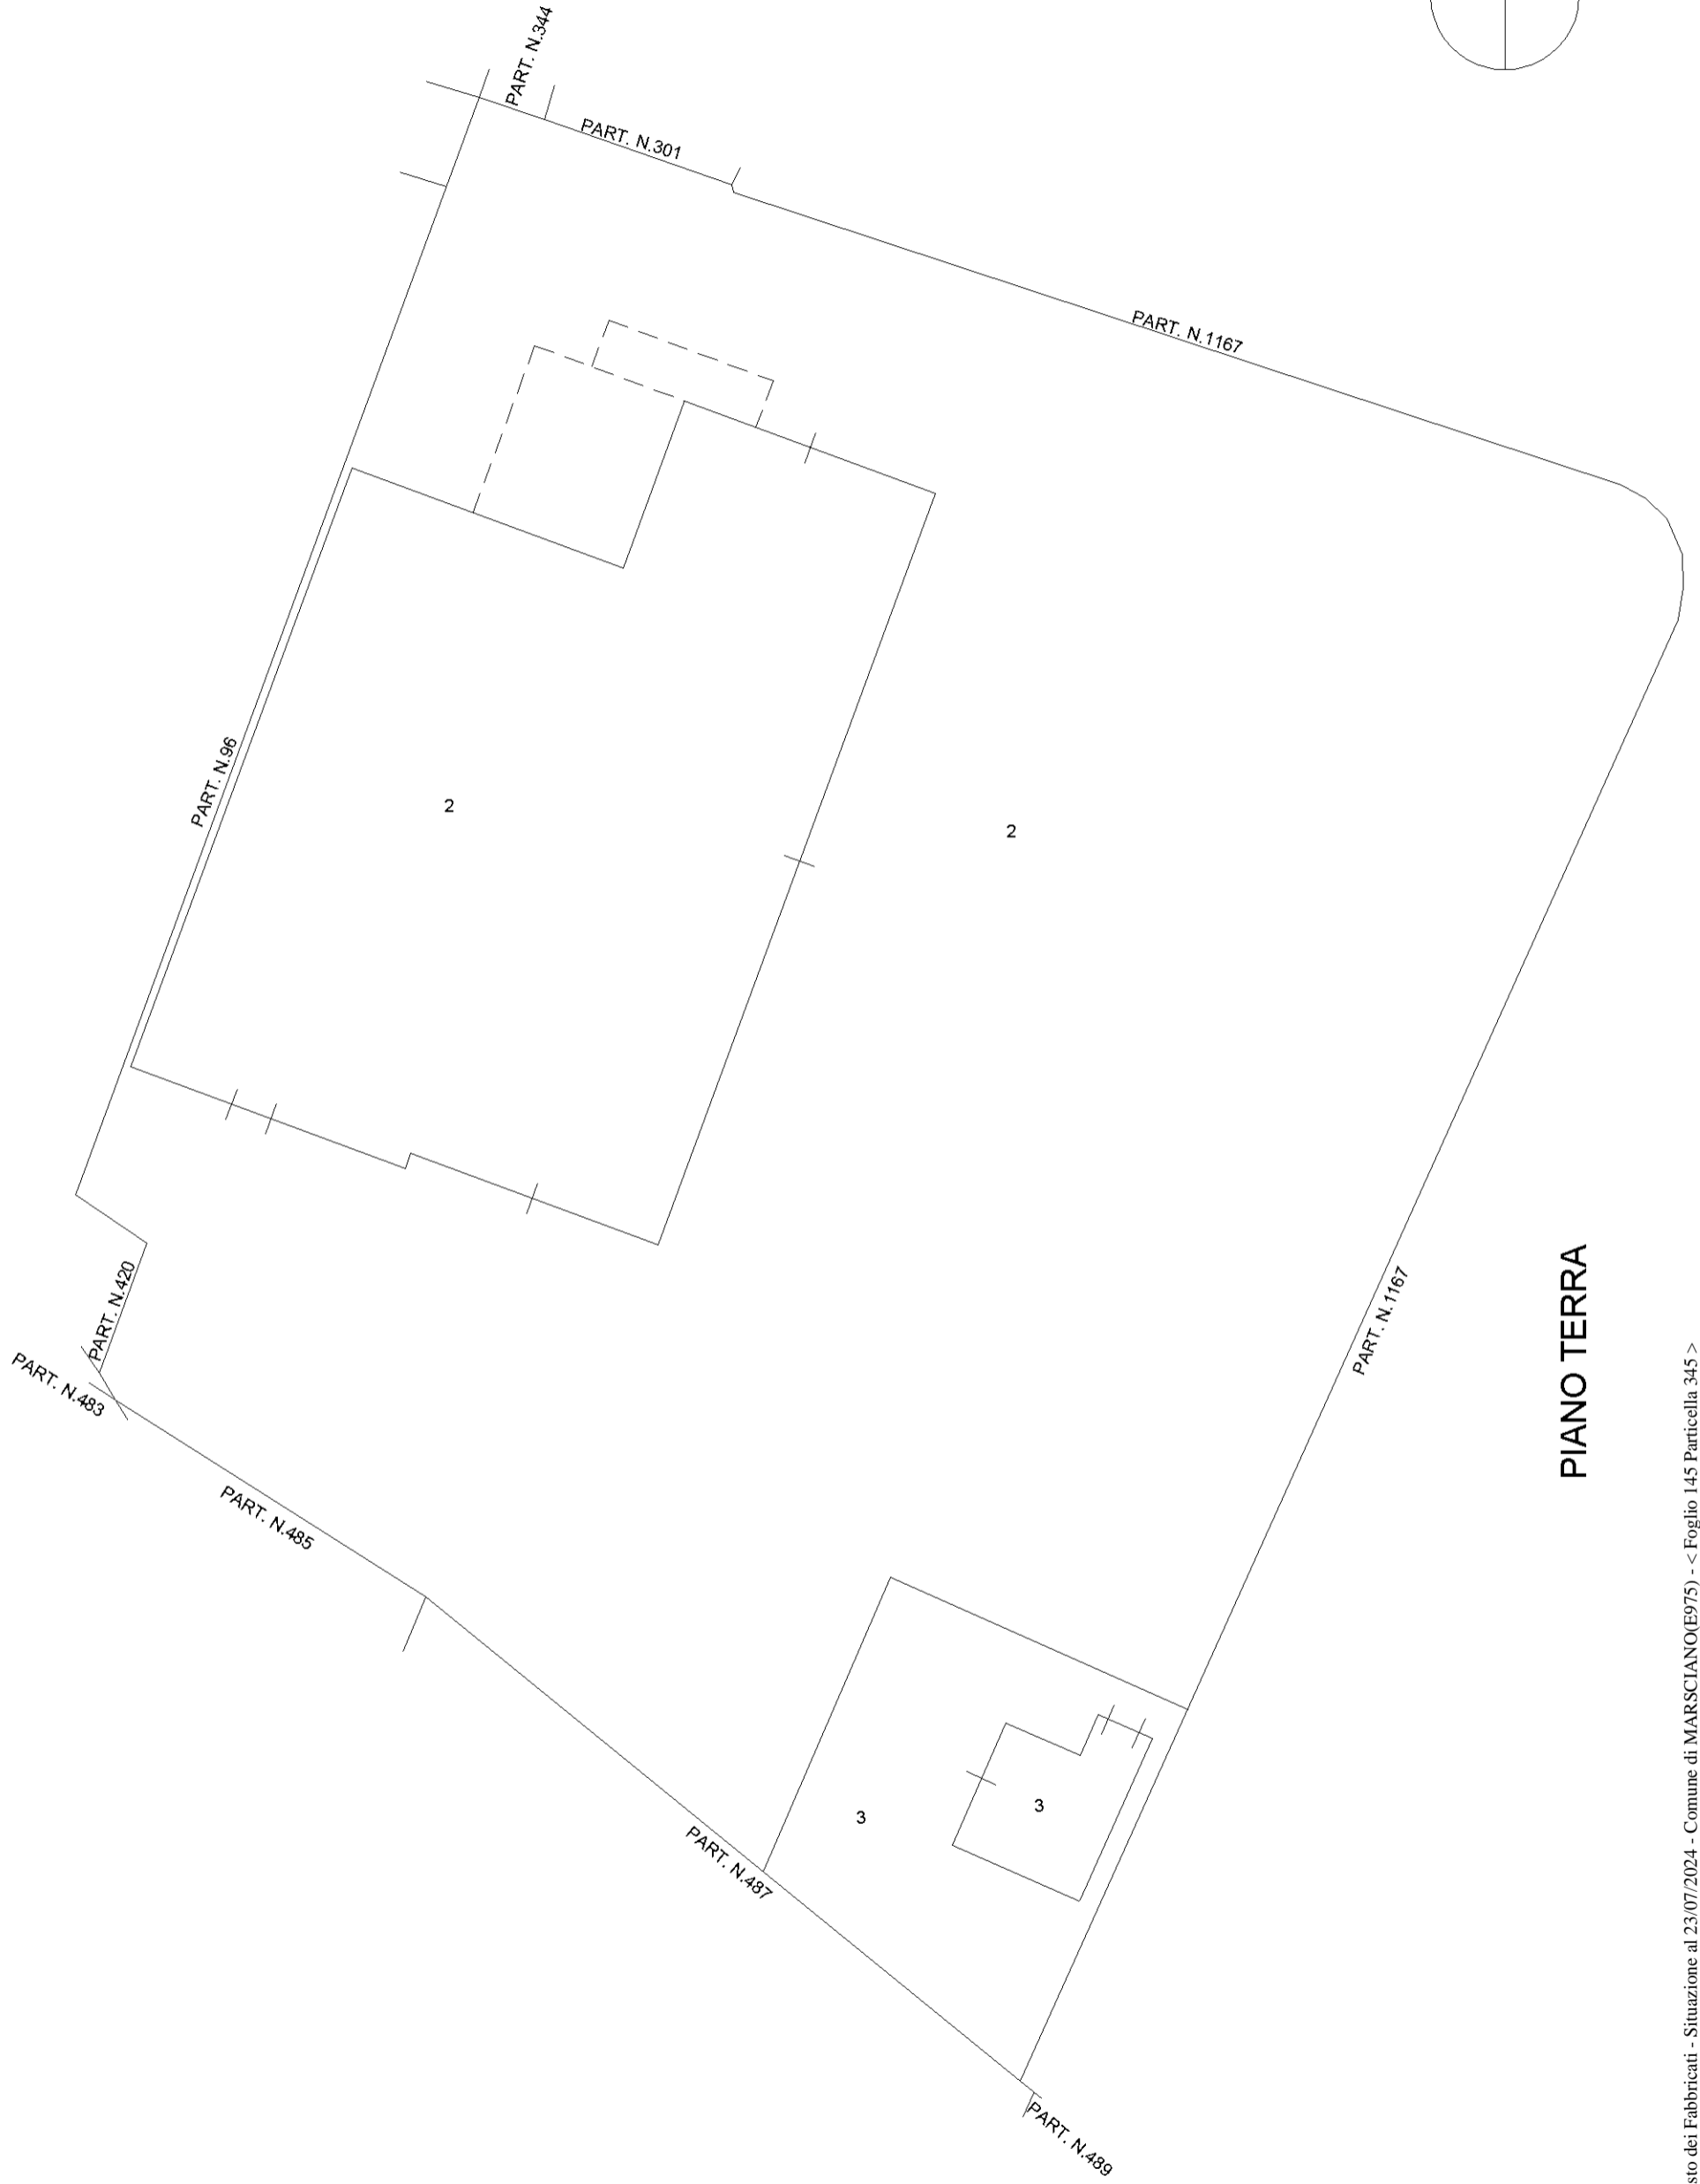 PART. N.344
PART. N.301
PART. N.1167
PART. N.96
2
2
PART. N.420
PART. N.1167
PIANO TERRA
PART. N.483
PART. N.485
3
3
PART. N.487
PART. N.489
dei Fabbricati - Situazione al 23/07/2024 - Comune di MARSCIANO(E975) - < Foglio 145 Particella 345 >